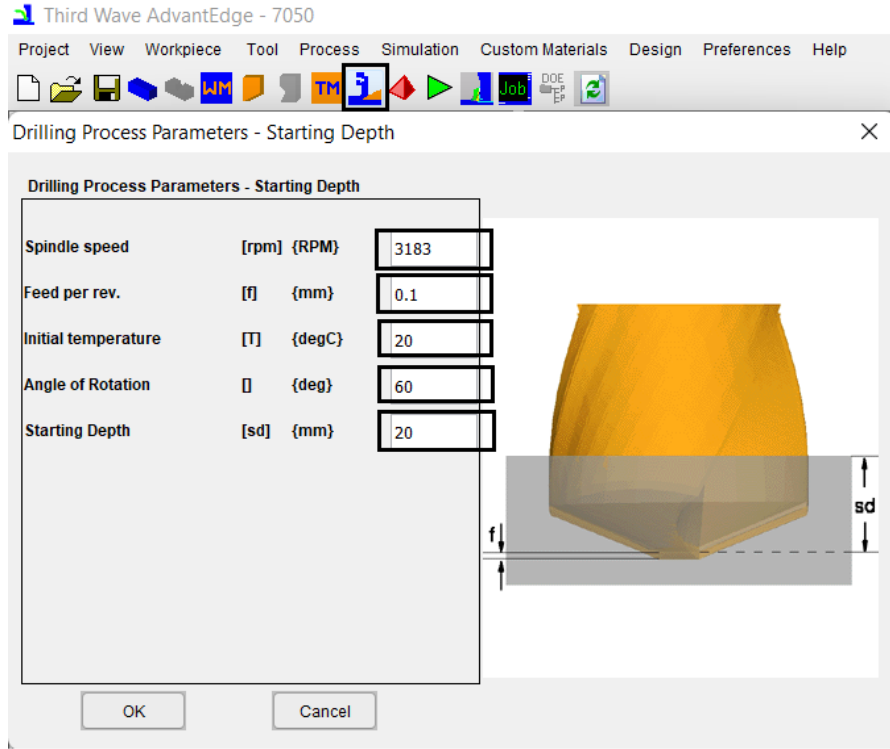 Third Wave AdvantEdge - 7050
Project View Workpiece Tool Process Simulation Custom Materials Design Preferences Help
WM TM Job DOE TP EP
Drilling Process Parameters - Starting Depth
Drilling Process Parameters - Starting Depth
Spindle speed [rpm] {RPM} 3183
Feed per rev. [f] {mm} 0.1
Initial temperature [T] {degC} 20
Angle of Rotation [] {deg} 60
Starting Depth [sd] {mm} 20
sd
f
OK Cancel